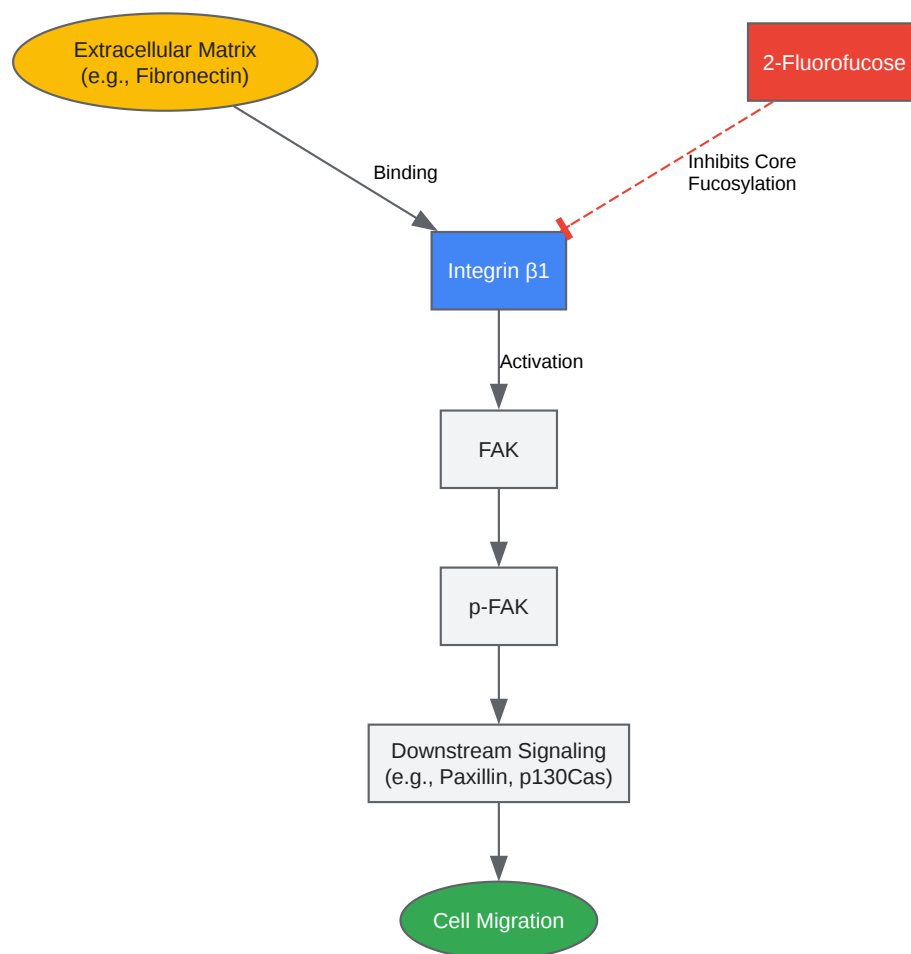 Extracellular Matrix
(e.g., Fibronectin)
2-Fluorofucose
Binding
Inhibits Core
Fucosylation
Integrin β1
Activation
FAK
p-FAK
Downstream Signaling
(e.g., Paxillin, p130Cas)
Cell Migration